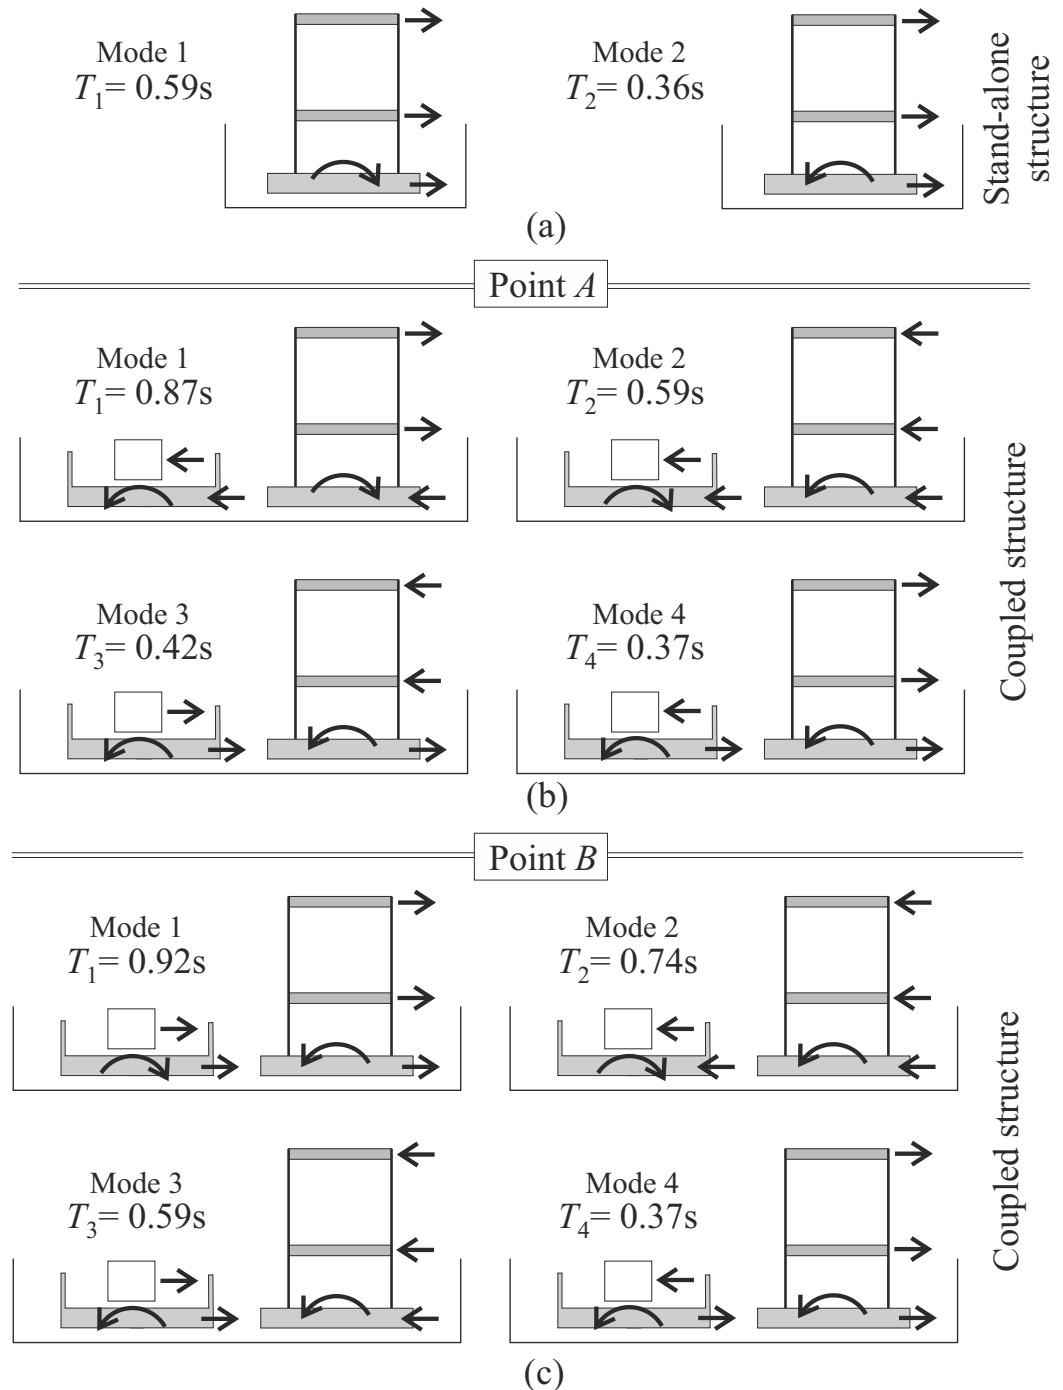 Mode 1
T1= 0.59s
Mode 2
T2= 0.36s
Stand-alone
structure
(a)
Point A
Mode 1
T1= 0.87s
Mode 2
T2= 0.59s
Mode 3
T3= 0.42s
Mode 4
T4= 0.37s
Coupled structure
(b)
Point B
Mode 1
T1= 0.92s
Mode 2
T2= 0.74s
Mode 3
T3= 0.59s
Mode 4
T4= 0.37s
Coupled structure
(c)